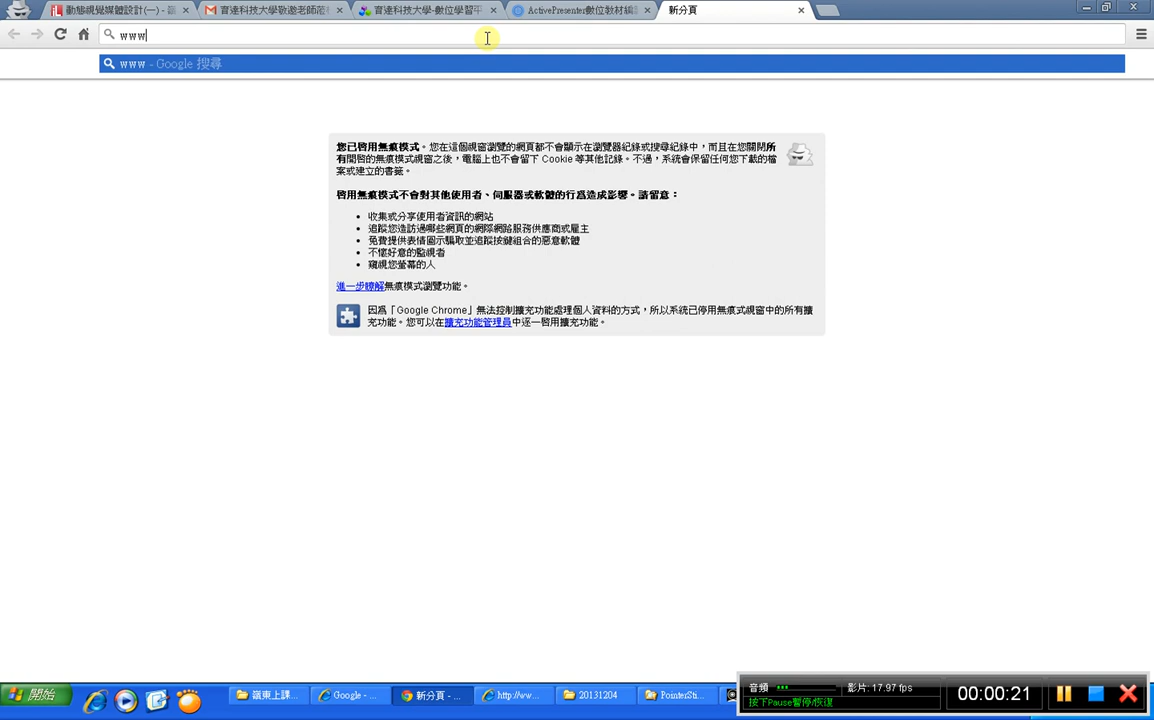 動態視覺媒體設計(一) - 嶺
育達科技大學敬邀老師蒞
育達科技大學-數位學習平
ActivePresenter數位教材編
新分頁
www
www - Google 搜尋
您已啓用無痕模式。您在這個視窗瀏覽的網頁都不會顯示在瀏覽器紀錄或搜尋紀錄中，而且在您關閉所
有開啓的無痕模式視窗之後，電腦上也不會留下 Cookie 等其他記錄。不過，系統會保留任何您下載的檔
案或建立的書籤。
啓用無痕模式不會對其他使用者、伺服器或軟體的行爲造成影響。請留意：
• 收集或分享使用者資訊的網站
• 追蹤您造訪過哪些網頁的網際網路服務供應商或雇主
• 免費提供表情圖示騙取並追蹤按鍵組合的惡意軟體
• 不懷好意的監視者
• 窺視您螢幕的人
進一步瞭解無痕模式瀏覽功能。
因爲「Google Chrome」無法控制擴充功能處理個人資料的方式，所以系統已停用無痕式視窗中的所有擴
充功能。您可以在擴充功能管理員中逐一啓用擴充功能。
開始
嶺東上課...
Google - ...
新分頁 - ...
http://ww...
20131204
PointerSti...
音頻
影片: 17.97 fps
按下Pause暫停/恢復
00:00:21